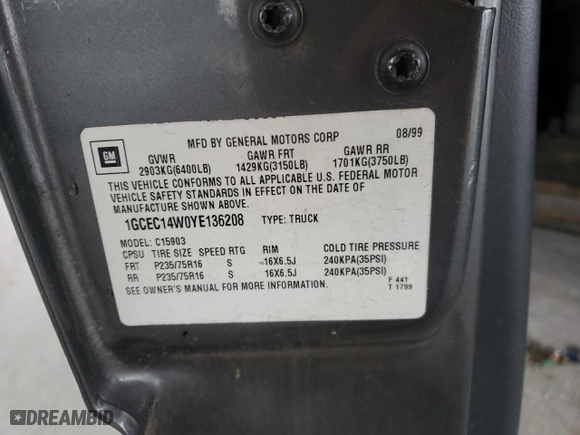 MFD BY GENERAL MOTORS CORP 08/99
GM
GVWR GAWR FRT GAWR RR
2903KG(6400LB) 1429KG(3150LB) 1701KG(3750LB)
THIS VEHICLE CONFORMS TO ALL APPLICABLE U.S. FEDERAL MOTOR
VEHICLE SAFETY STANDARDS IN EFFECT ON THE DATE OF
MANUFACTURE SHOWN ABOVE.
1GCEC14W0YE136208 TYPE: TRUCK
MODEL: C15903
CPSU TIRE SIZE SPEED RTG RIM COLD TIRE PRESSURE
FRT P235/75R16 S 16X6.5J 240KPA(35PSI)
RR P235/75R16 S 16X6.5J 240KPA(35PSI)
SEE OWNER'S MANUAL FOR MORE INFORMATION.
F 441
T 1799
DREAMBID